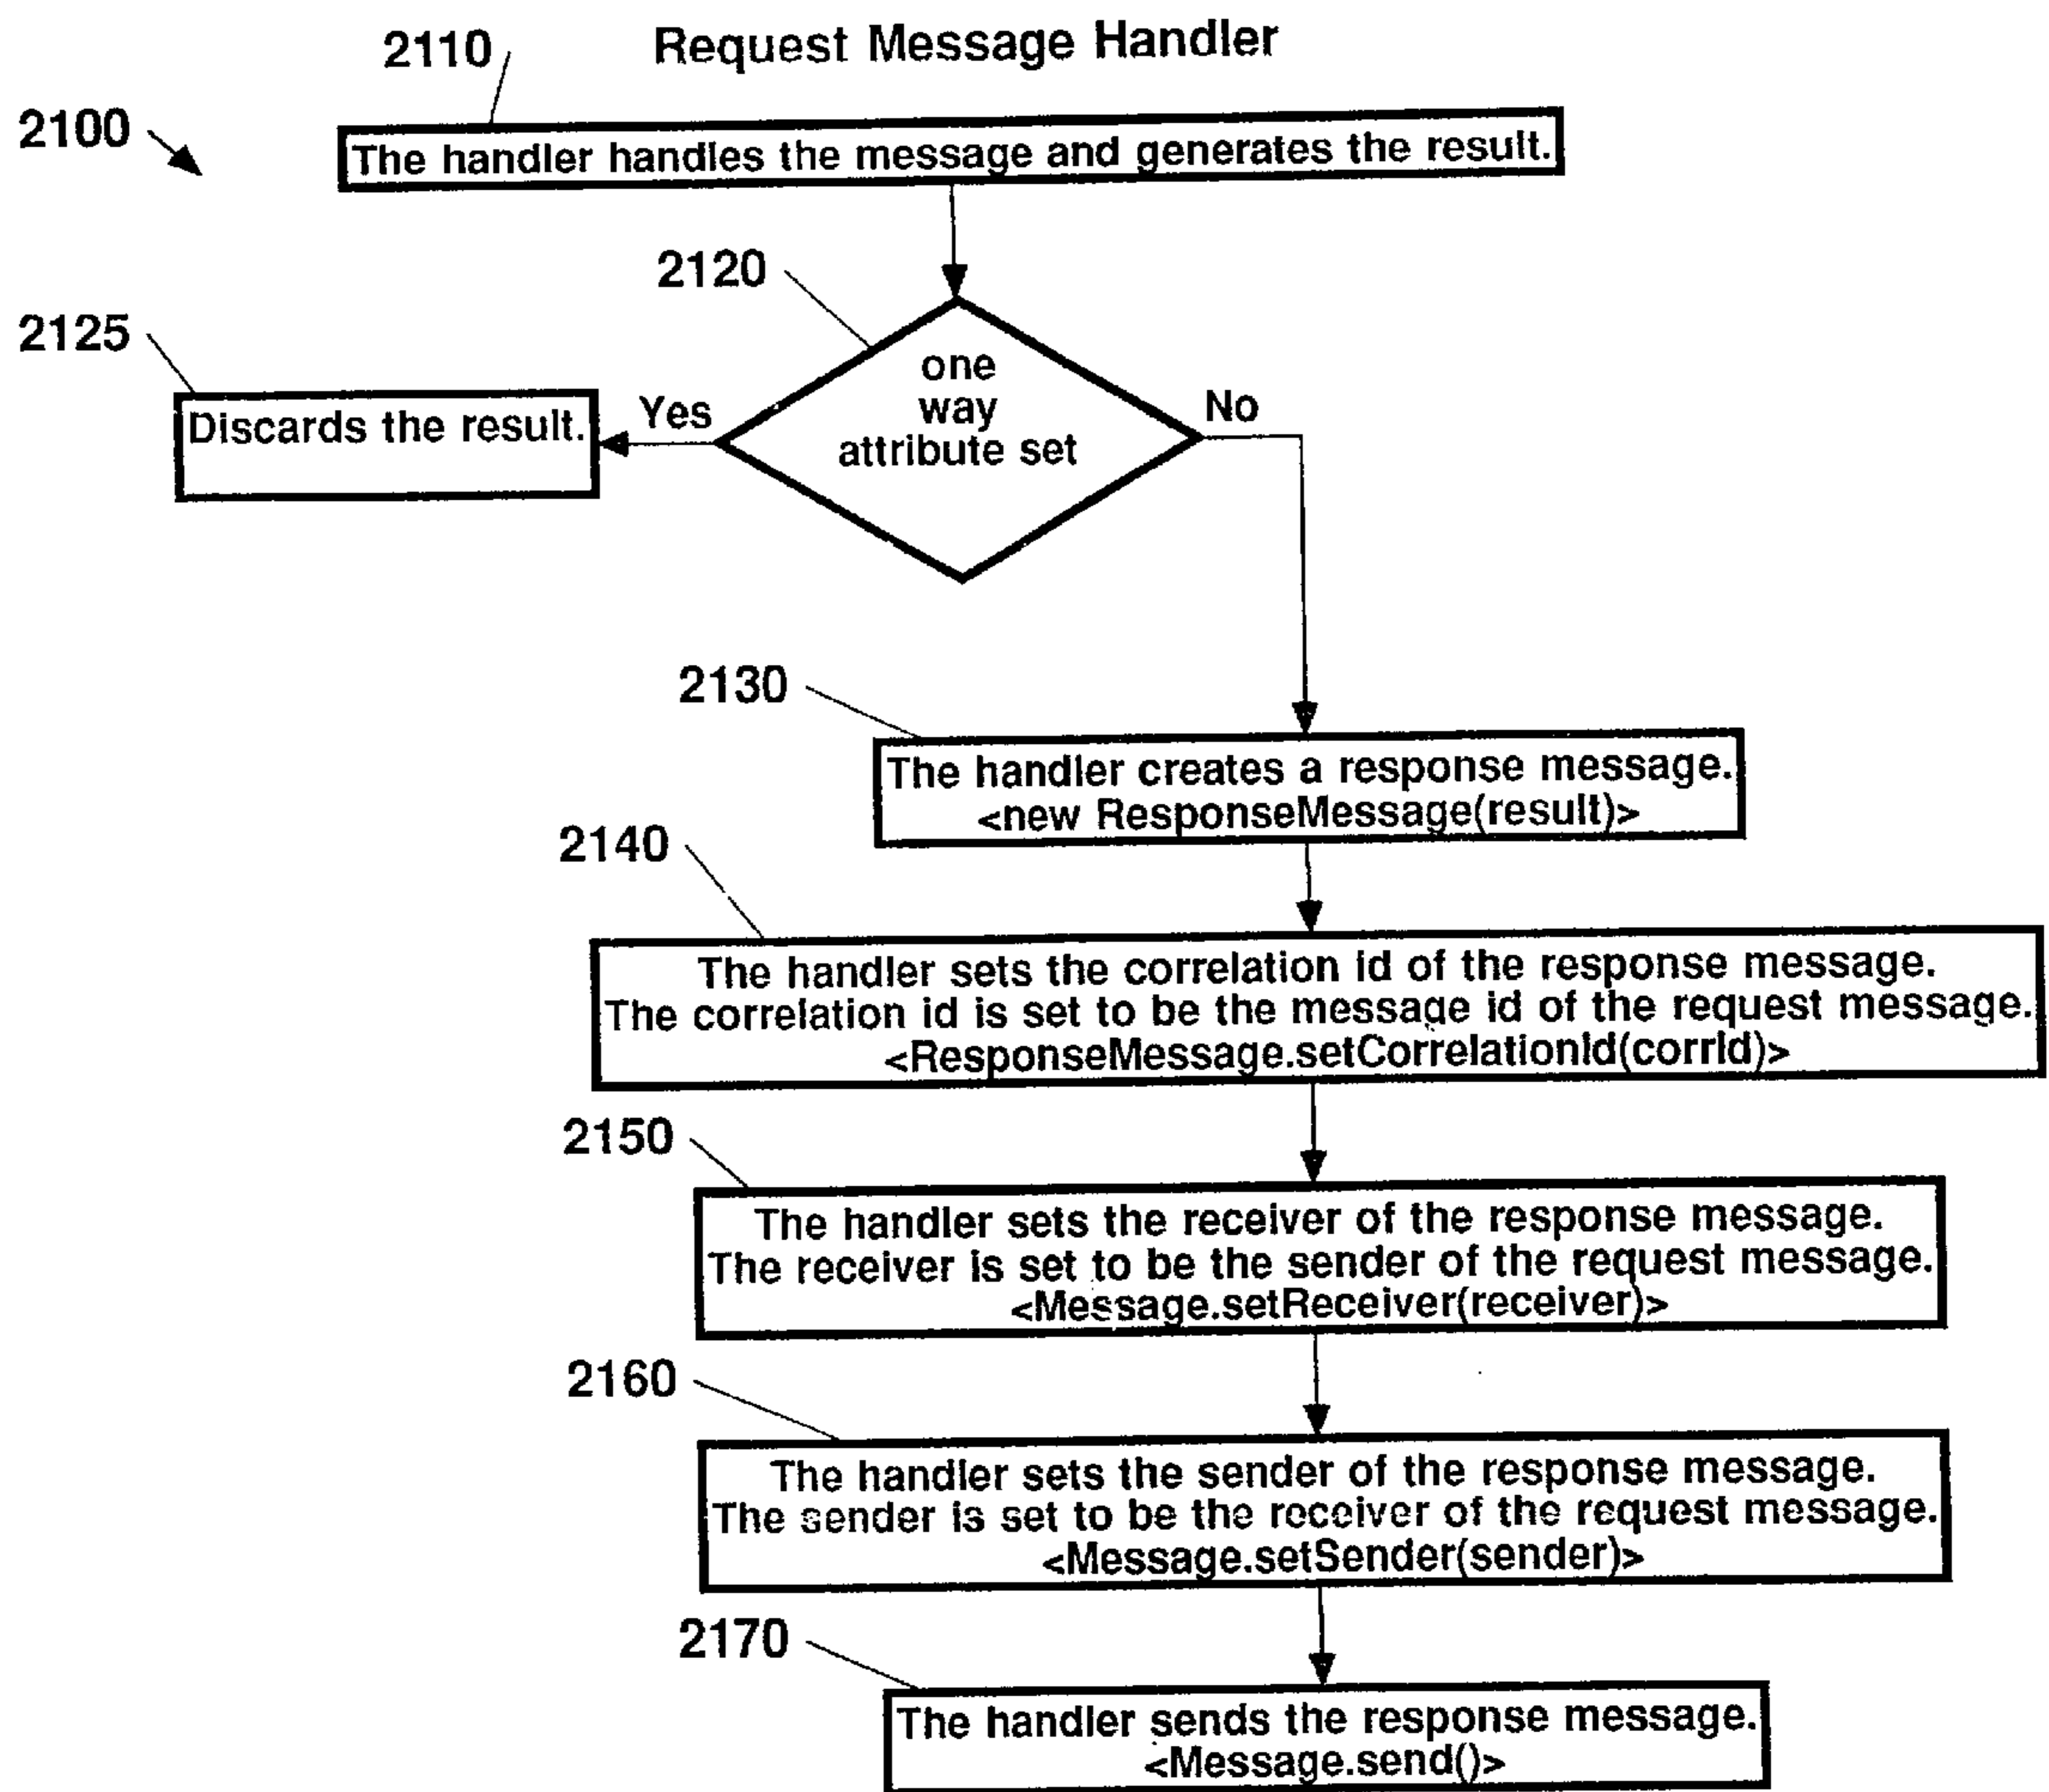 2110
Request Message Handler
2100
The handler handles the message and generates the result.
2120
2125
one
way
attribute set
Yes
No
Discards the result.
2130
The handler creates a response message.
<new ResponseMessage(result)>
2140
The handler sets the correlation id of the response message.
The correlation id is set to be the message id of the request message.
<ResponseMessage.setCorrelationId(corrId)>
2150
The handler sets the receiver of the response message.
The receiver is set to be the sender of the request message.
<Message.setReceiver(receiver)>
2160
The handler sets the sender of the response message.
The sender is set to be the receiver of the request message.
<Message.setSender(sender)>
2170
The handler sends the response message.
<Message.send()>